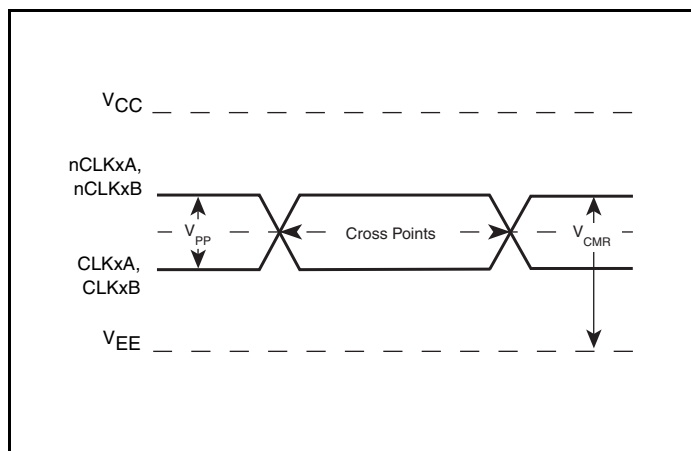 VCC
nCLKxA,
nCLKxB
VPP
Cross Points
VCMR
CLKxA,
CLKxB
VEE